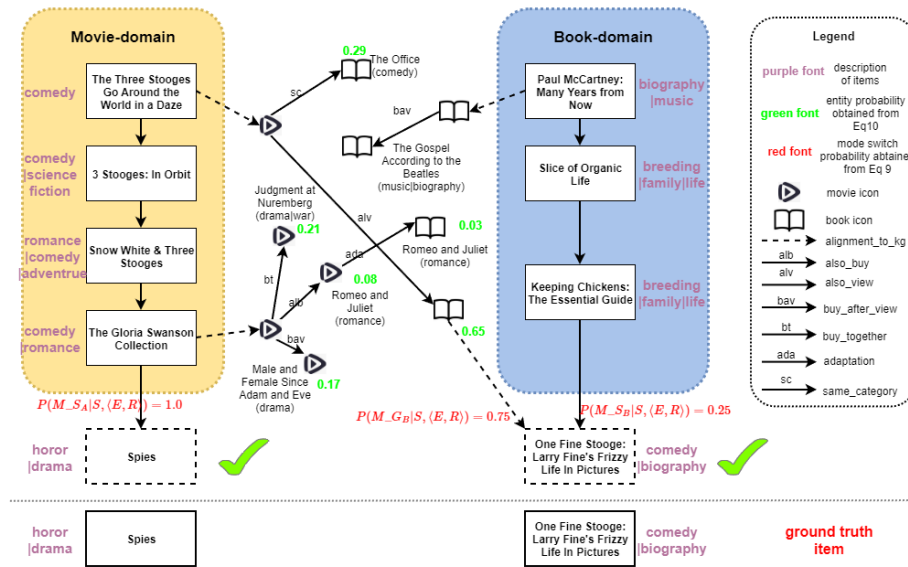 Movie-domain
comedy
The Three Stooges
Go Around the
World in a Daze
comedy
|science
fiction
3 Stooges: In Orbit
romance
|comedy
|adventrue
Snow White & Three
Stooges
comedy
|romance
The Gloria Swanson
Collection
P(M_S_A|S,⟨E,R⟩) = 1.0
horor
|drama
Spies
0.29
The Office
(comedy)
sc
bav
The Gospel
According to the
Beatles
(music|biography)
alv
Judgment at
Nuremberg
(drama|war)
0.21
ada
0.03
Romeo and Juliet
(romance)
bt
alb
0.08
Romeo and
Juliet
(romance)
bav
Male and
Female Since
Adam and Eve
(drama)
0.17
0.65
P(M_G_B|S,⟨E,R⟩) = 0.75
Book-domain
Paul McCartney:
Many Years from
Now
biography
|music
Slice of Organic
Life
breeding
|family|life
Keeping Chickens:
The Essential Guide
breeding
|family|life
P(M_S_B|S,⟨E,R⟩) = 0.25
One Fine Stooge:
Larry Fine's Frizzy
Life In Pictures
comedy
|biography
Legend
purple font
description
of items
green font
entity probability
obtained from
Eq10
red font
mode switch
probability abtaine
from Eq 9
movie icon
book icon
alignment_to_kg
alb
also_buy
alv
also_view
bav
buy_after_view
bt
buy_together
ada
adaptation
sc
same_category
horor
|drama
Spies
One Fine Stooge:
Larry Fine's Frizzy
Life In Pictures
comedy
|biography
ground truth
item